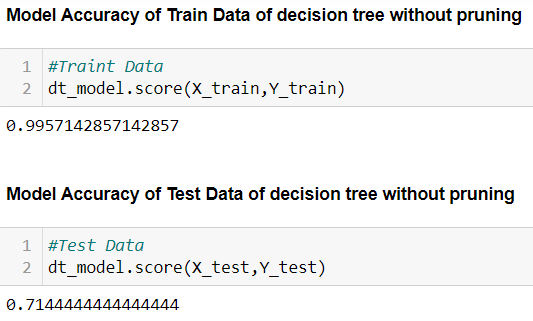 Model Accuracy of Train Data of decision tree without pruning
1 #Traint Data
2 dt_model.score(X_train,Y_train)
0.9957142857142857
Model Accuracy of Test Data of decision tree without pruning
1 #Test Data
2 dt_model.score(X_test,Y_test)
0.7144444444444444